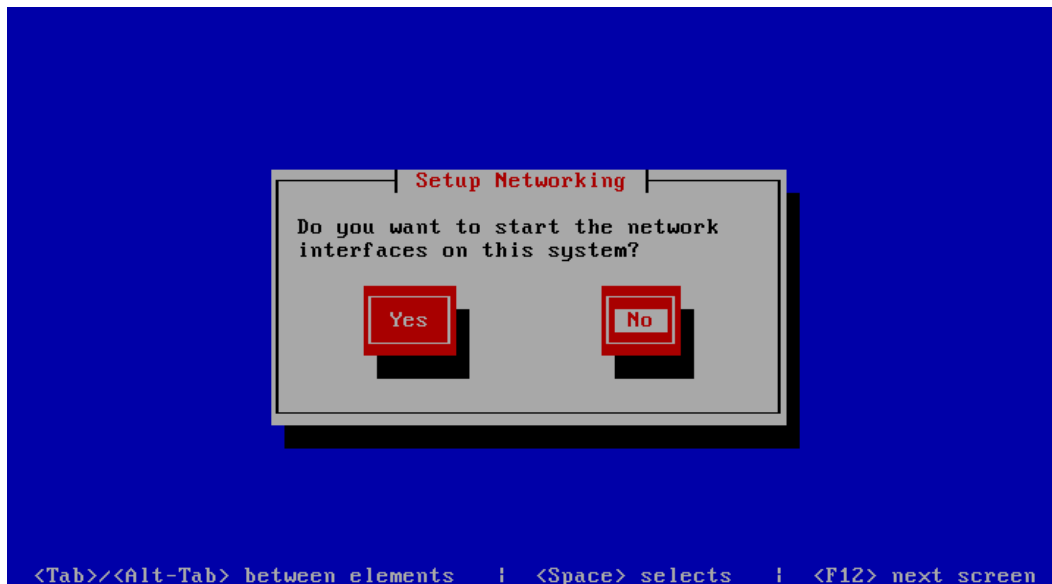 Setup Networking
Do you want to start the network
interfaces on this system?
Yes No
<Tab>/<Alt-Tab> between elements | <Space> selects | <F12> next screen